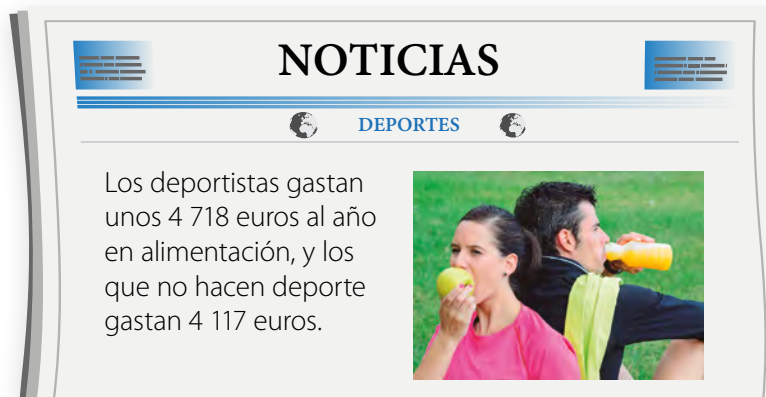 NOTICIAS
DEPORTES
Los deportistas gastan
unos 4 718 euros al año
en alimentación, y los
que no hacen deporte
gastan 4 117 euros.